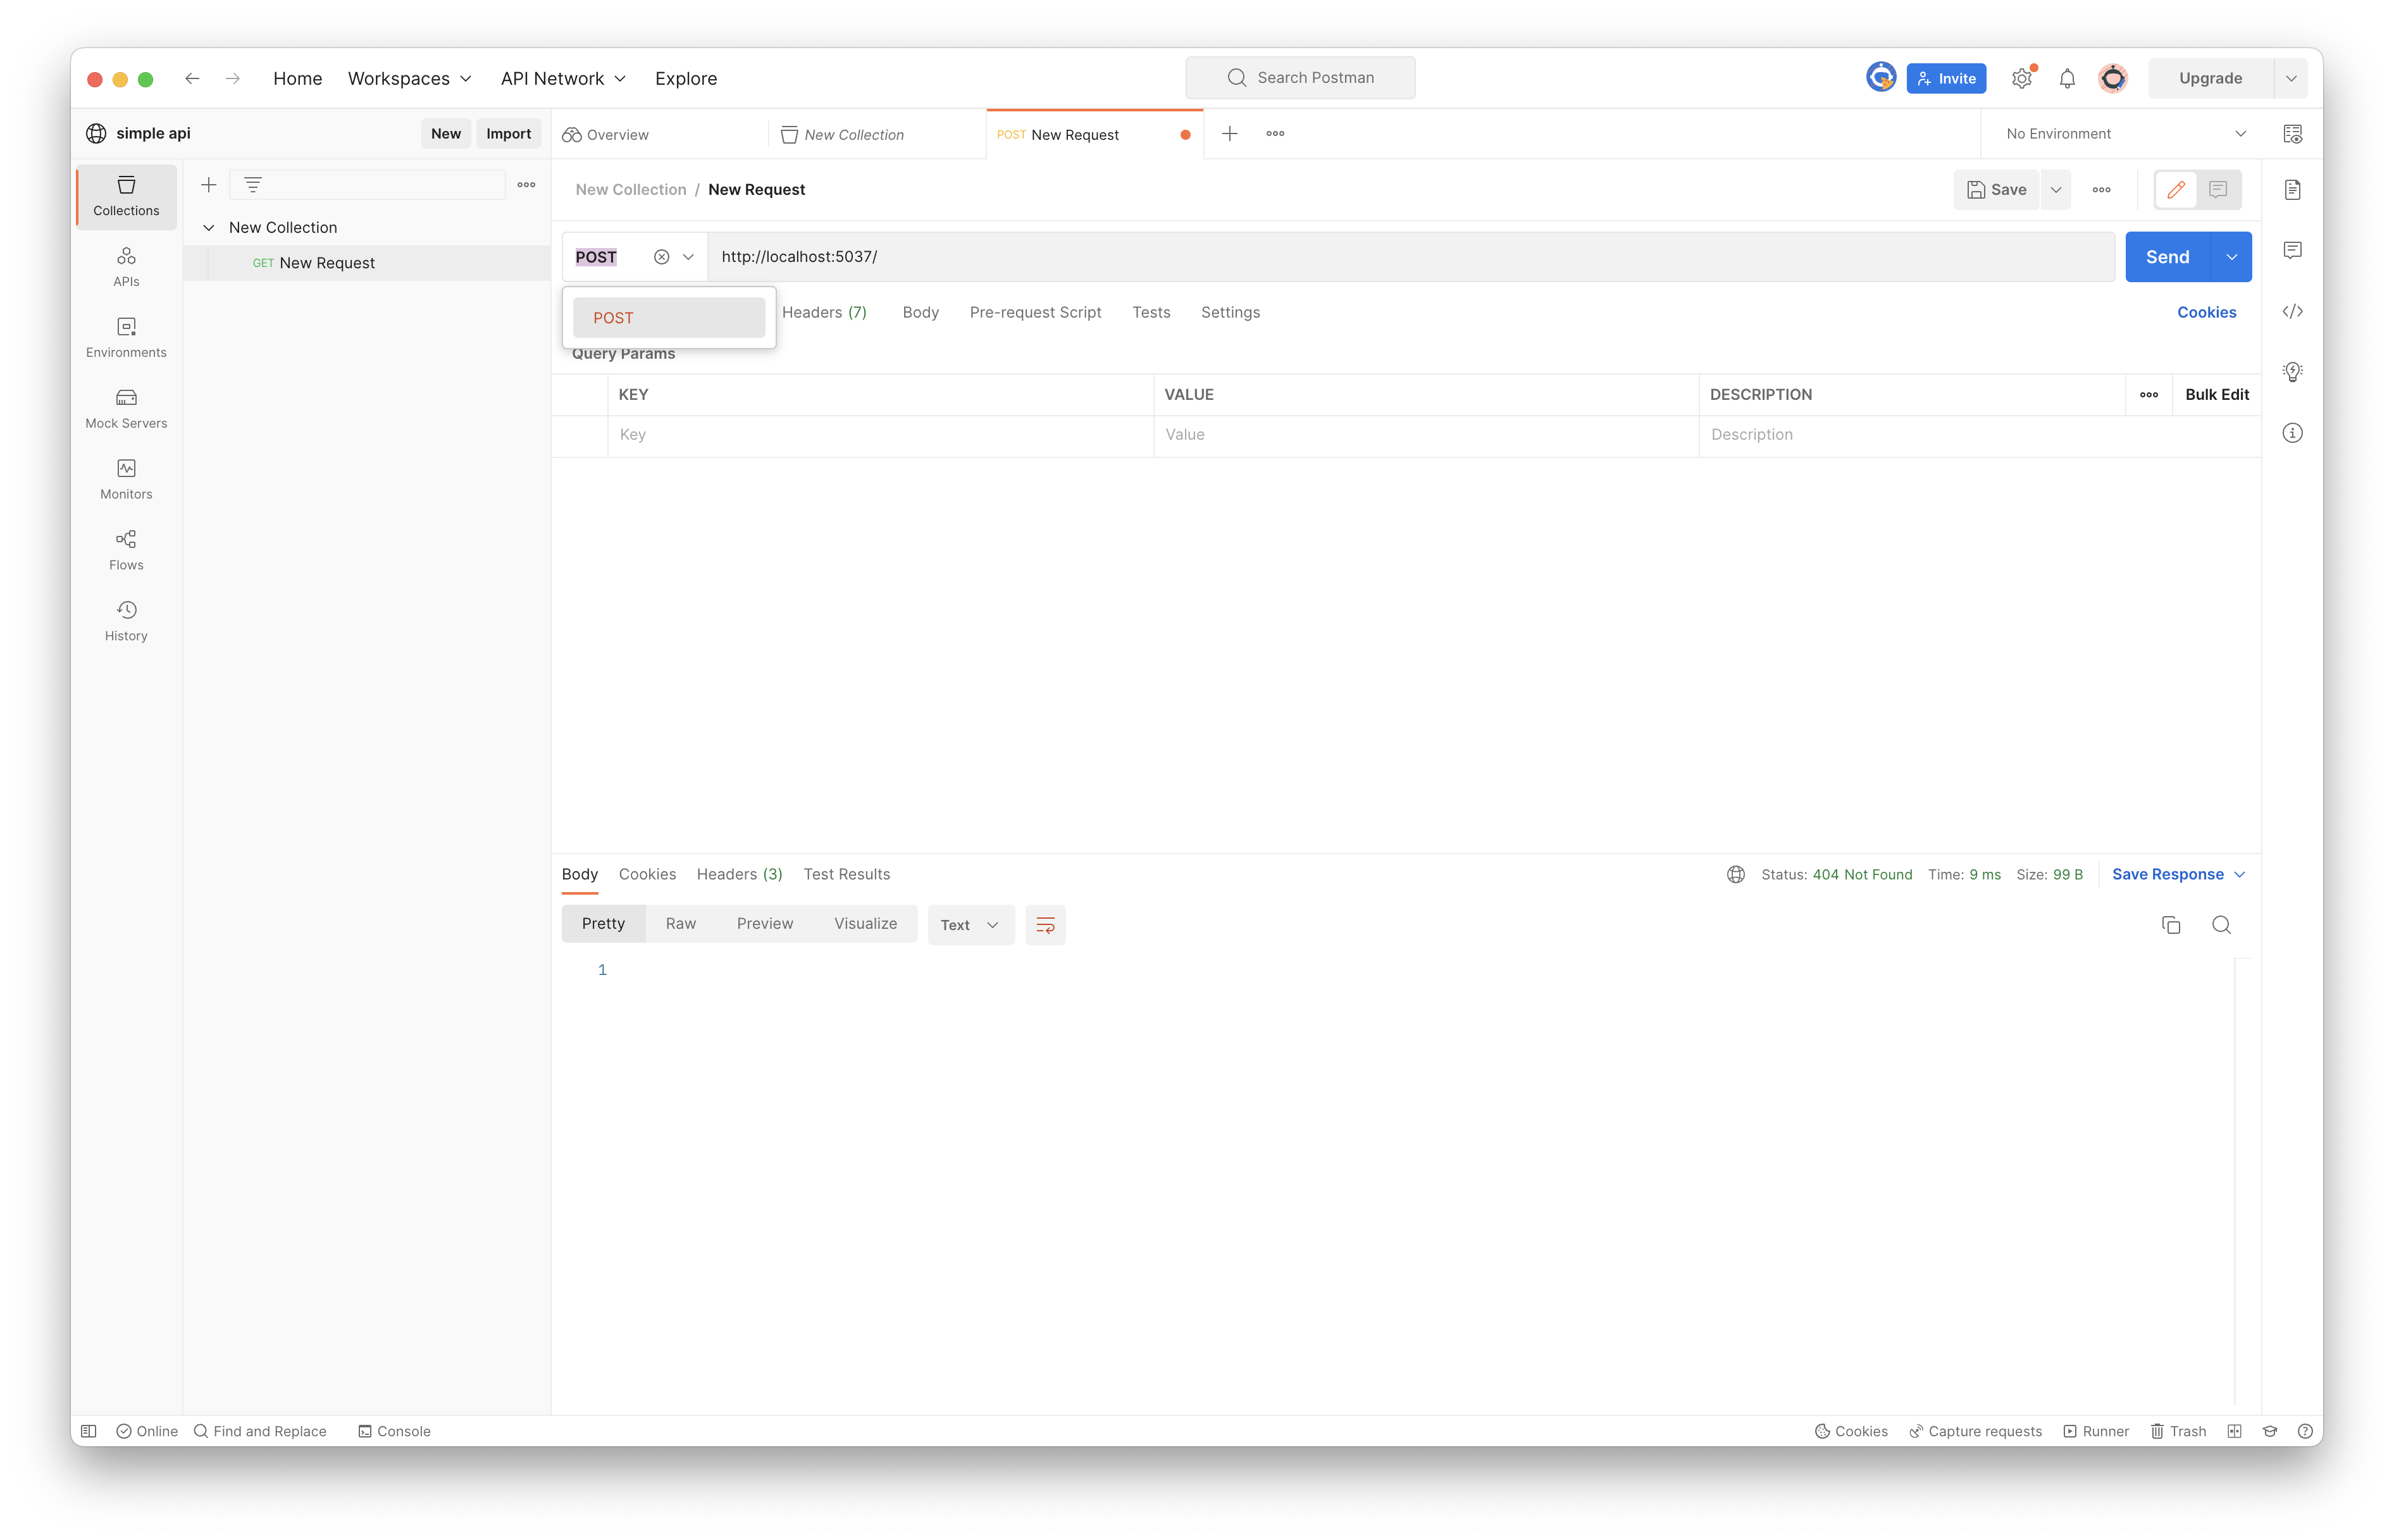 Home Workspaces API Network Explore Search Postman Invite Upgrade
simple api New Import Overview New Collection POST New Request No Environment
Collections
New Collection / New Request Save
New Collection
GET New Request
POST http://localhost:5037/ Send
APIs
POST Headers (7) Body Pre-request Script Tests Settings Cookies
Environments
Query Params
KEY VALUE DESCRIPTION Bulk Edit
Mock Servers
Key Value Description
Monitors
Flows
History
Body Cookies Headers (3) Test Results Status: 404 Not Found Time: 9 ms Size: 99 B Save Response
Pretty Raw Preview Visualize Text
1
Online Find and Replace Console Cookies Capture requests Runner Trash